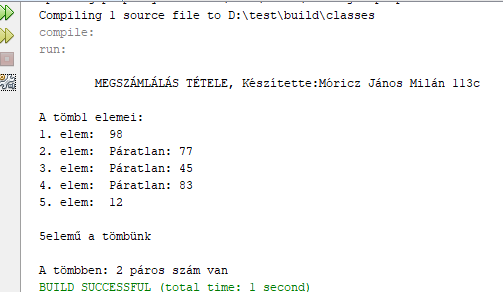 Compiling 1 source file to D:\test\build\classes
compile:
run:
MEGSZÁMLÁLÁS TÉTELE, Készítette:Móricz János Milán 113c
A tömb1 elemei:
1. elem: 98
2. elem: Páratlan: 77
3. elem: Páratlan: 45
4. elem: Páratlan: 83
5. elem: 12
5elemű a tömbünk
A tömbben: 2 páros szám van
BUILD SUCCESSFUL (total time: 1 second)